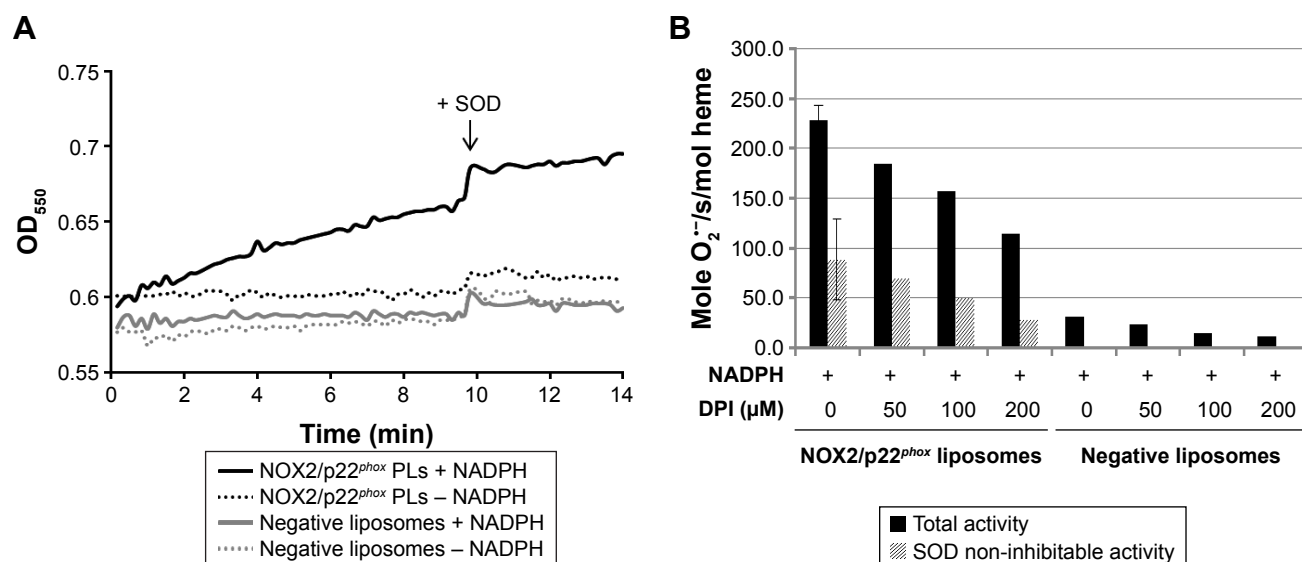 A
0.75
0.7
0.65
0.6
0.55
OD550
+ SOD
0 2 4 6 8 10 12 14
Time (min)
NOX2/p22phox PLs + NADPH
NOX2/p22phox PLs – NADPH
Negative liposomes + NADPH
Negative liposomes – NADPH
B
300.0
250.0
200.0
150.0
100.0
50.0
0.0
Mole O2•–/s/mol heme
NADPH + + + + + + + +
DPI (µM) 0 50 100 200 0 50 100 200
NOX2/p22phox liposomes Negative liposomes
Total activity
SOD non-inhibitable activity